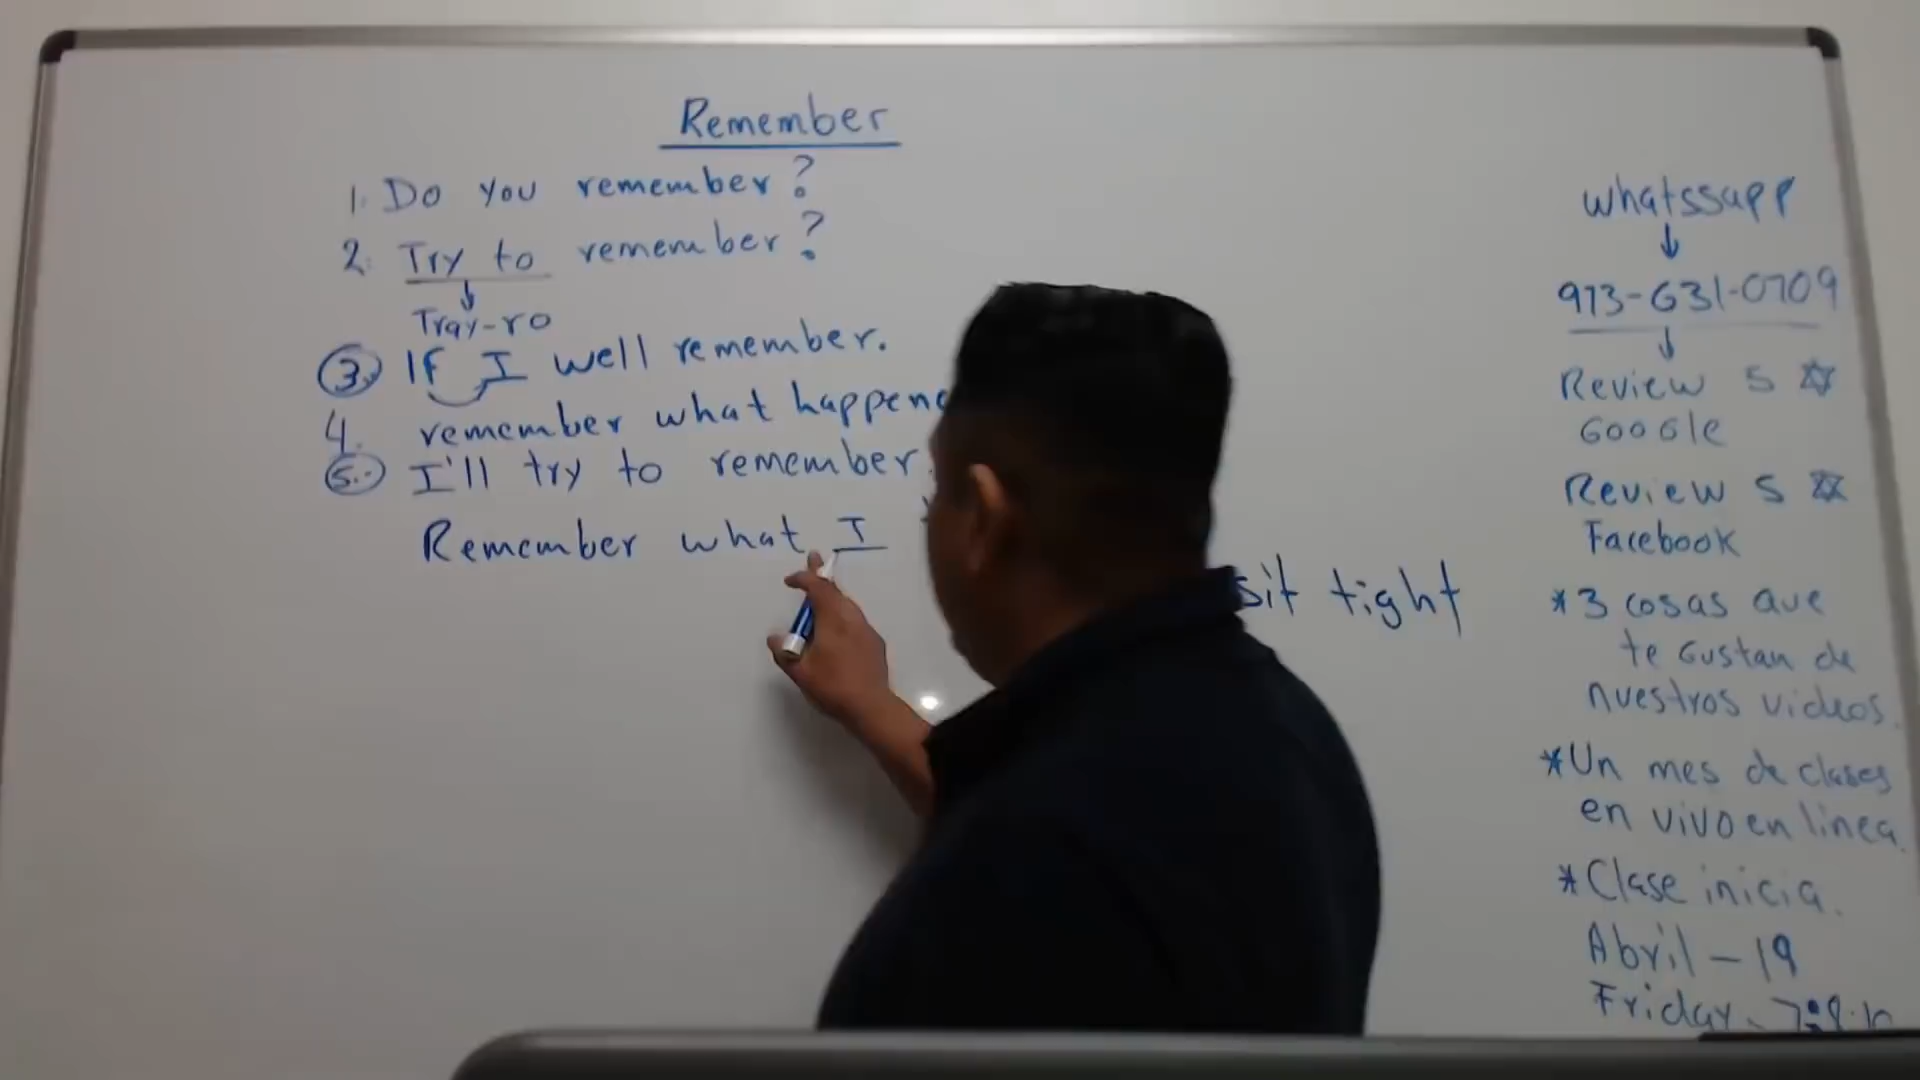 Remember
1. Do you remember?
2. Try to remember?
Tray-ro
3. If I well remember.
4. remember what
5. I'll try to remember.
Remember what I
sit tight
whatssapp
973-631-0709
Review 5
Google
Review 5
Facebook
*3 cosas que
te gustan de
nuestros videos.
*Un mes de clases
en vivo en linea.
*Clase inicia.
Abril - 19
Friday